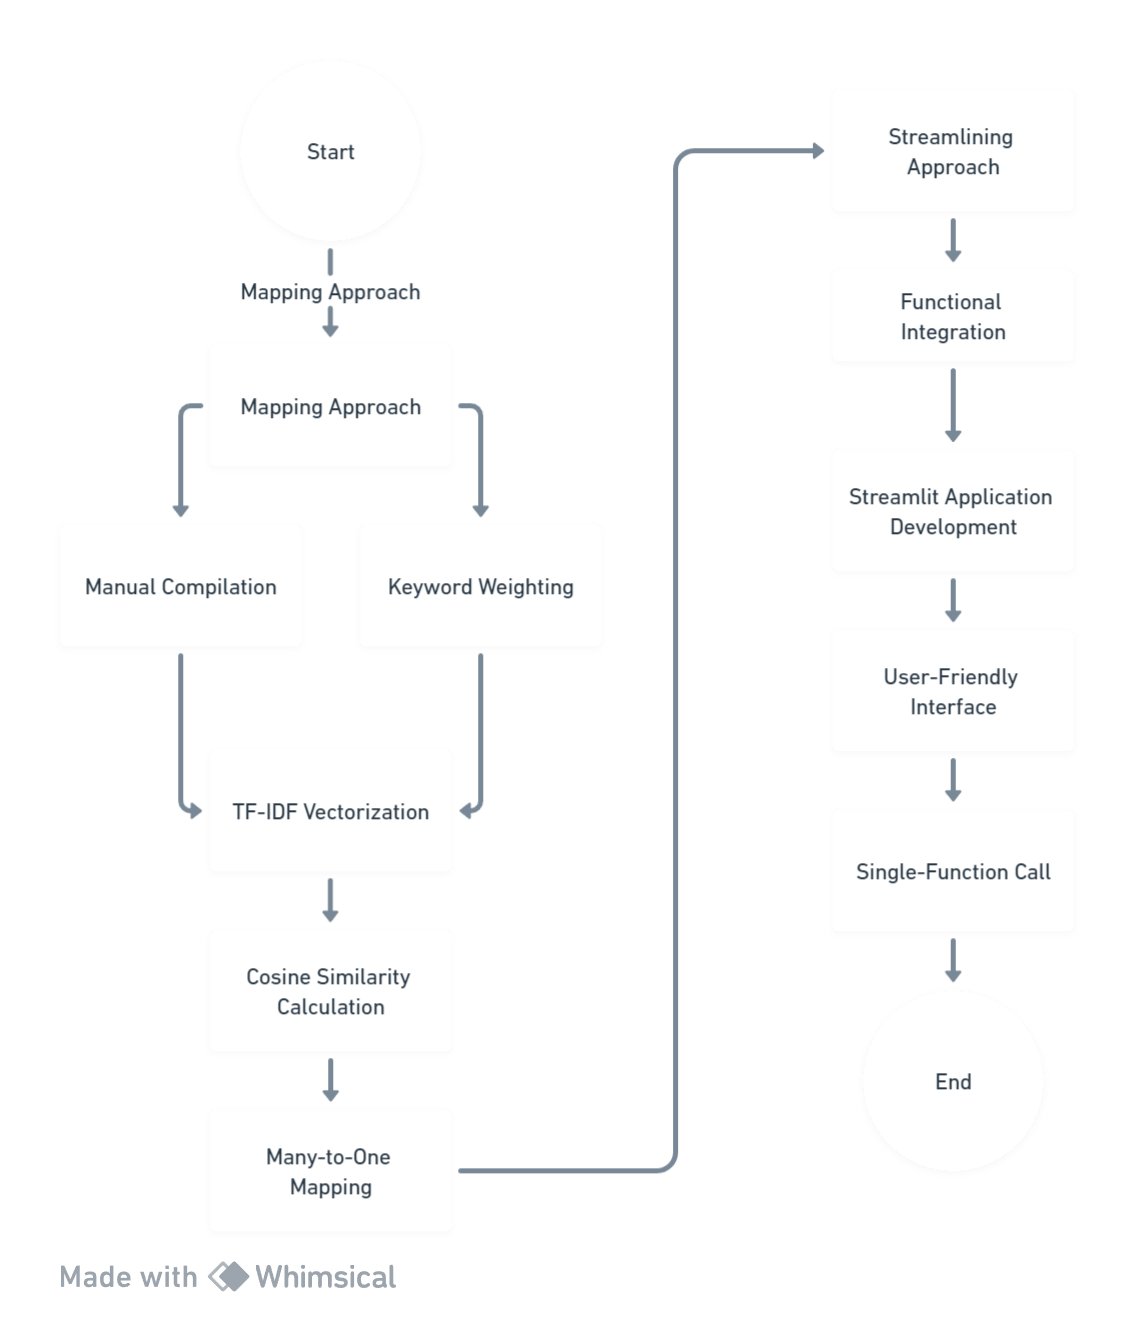 Start
Mapping Approach
Mapping Approach
Manual Compilation
Keyword Weighting
TF-IDF Vectorization
Cosine Similarity
Calculation
Many-to-One
Mapping
Streamlining
Approach
Functional
Integration
Streamlit Application
Development
User-Friendly
Interface
Single-Function Call
End
Made with Whimsical